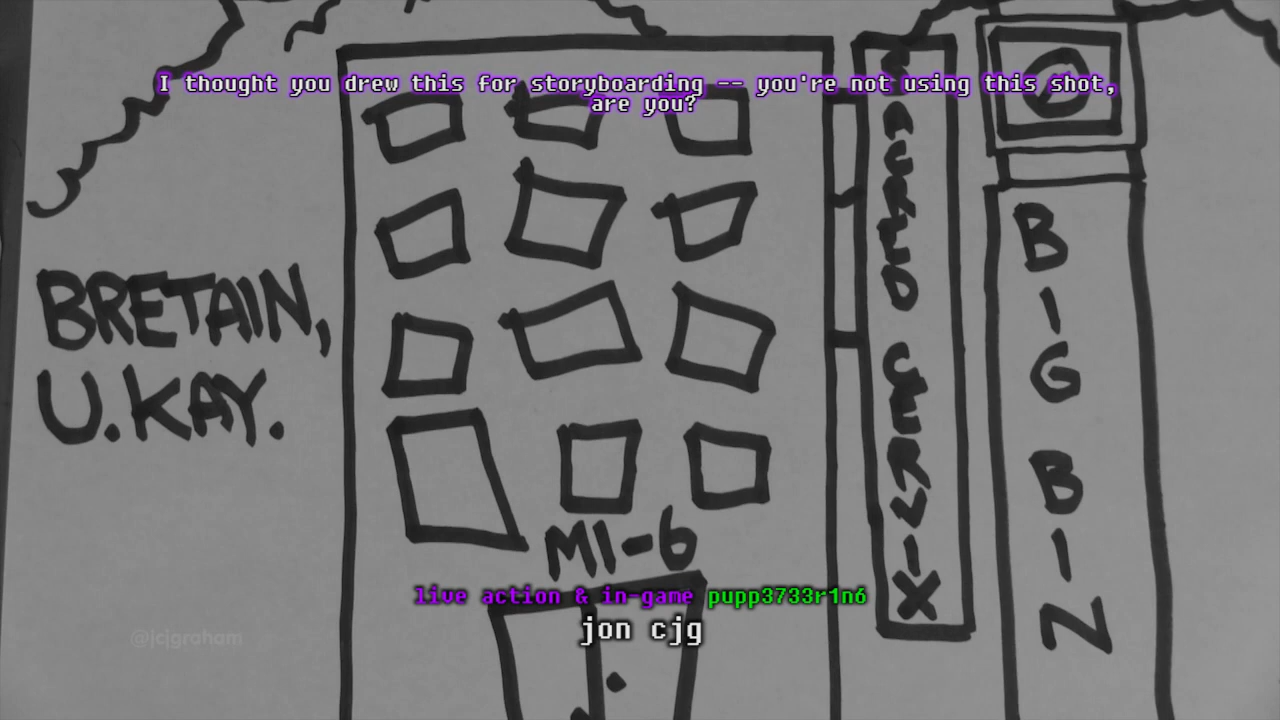 I thought you drew this for storyboarding -- you're not using this shot,
are you?
BRETAIN,
U.KAY.
MI-6
SACRED CERVIX
BIG BIN
live action & in-game pupp3733r1n6
jon cjg
@jcjgraham